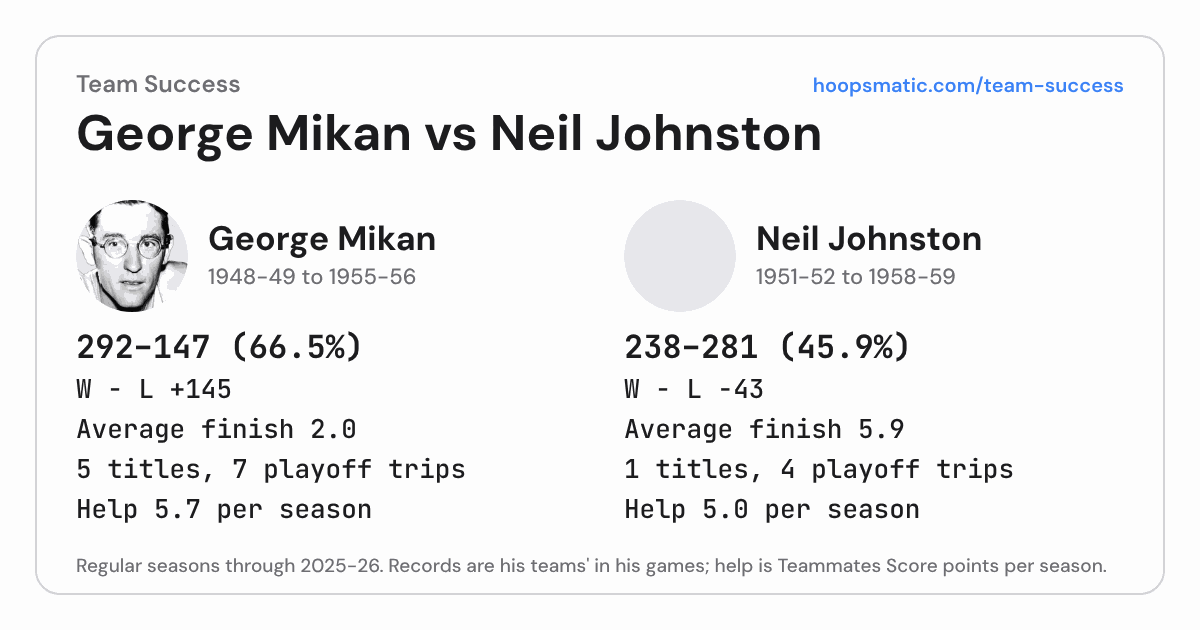 Team Success
hoopsmatic.com/team-success
George Mikan vs Neil Johnston
George Mikan
1948-49 to 1955-56
292-147 (66.5%)
W - L +145
Average finish 2.0
5 titles, 7 playoff trips
Help 5.7 per season
Neil Johnston
1951-52 to 1958-59
238-281 (45.9%)
W - L -43
Average finish 5.9
1 titles, 4 playoff trips
Help 5.0 per season
Regular seasons through 2025-26. Records are his teams' in his games; help is Teammates Score points per season.